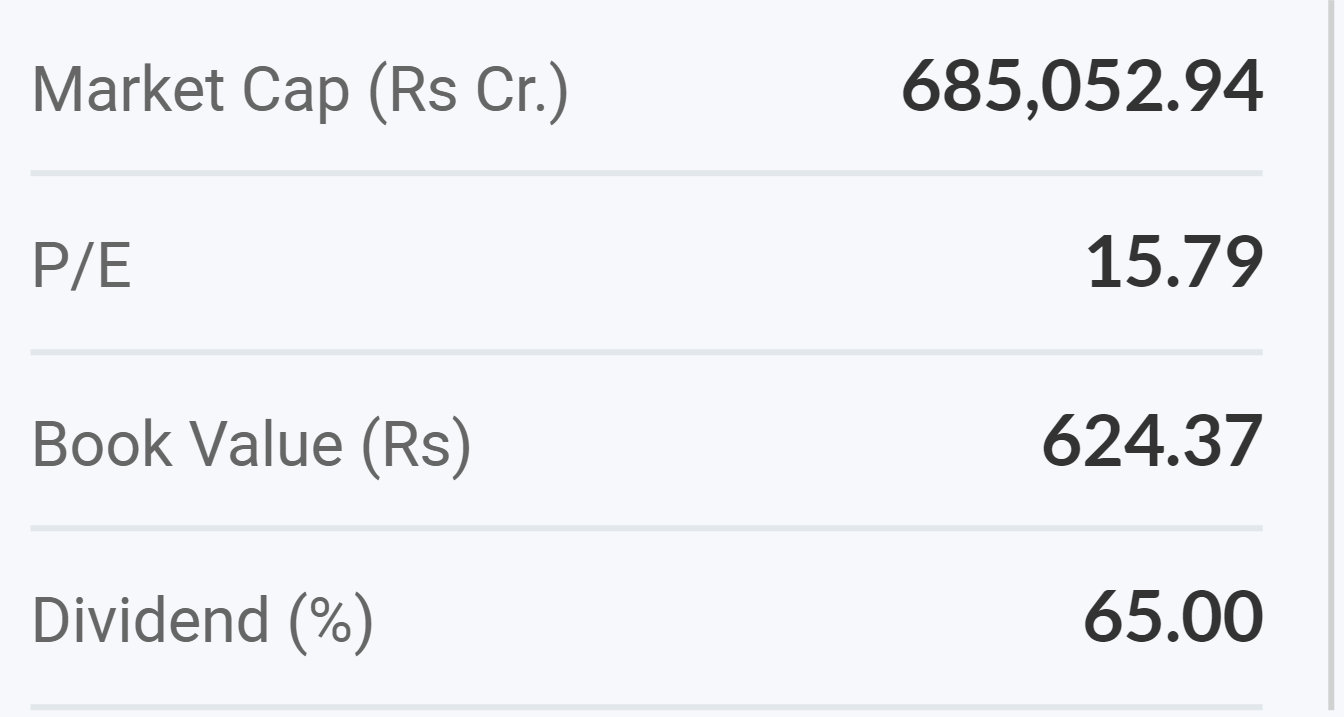 Market Cap (Rs Cr.) 685,052.94
P/E 15.79
Book Value (Rs) 624.37
Dividend (%) 65.00